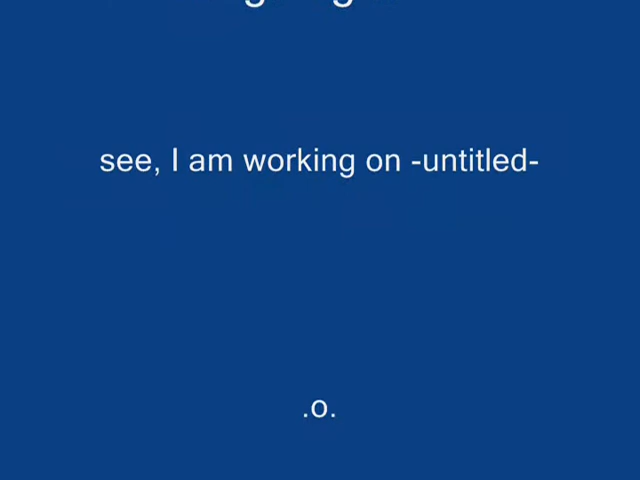 see, I am working on -untitled-
.o.